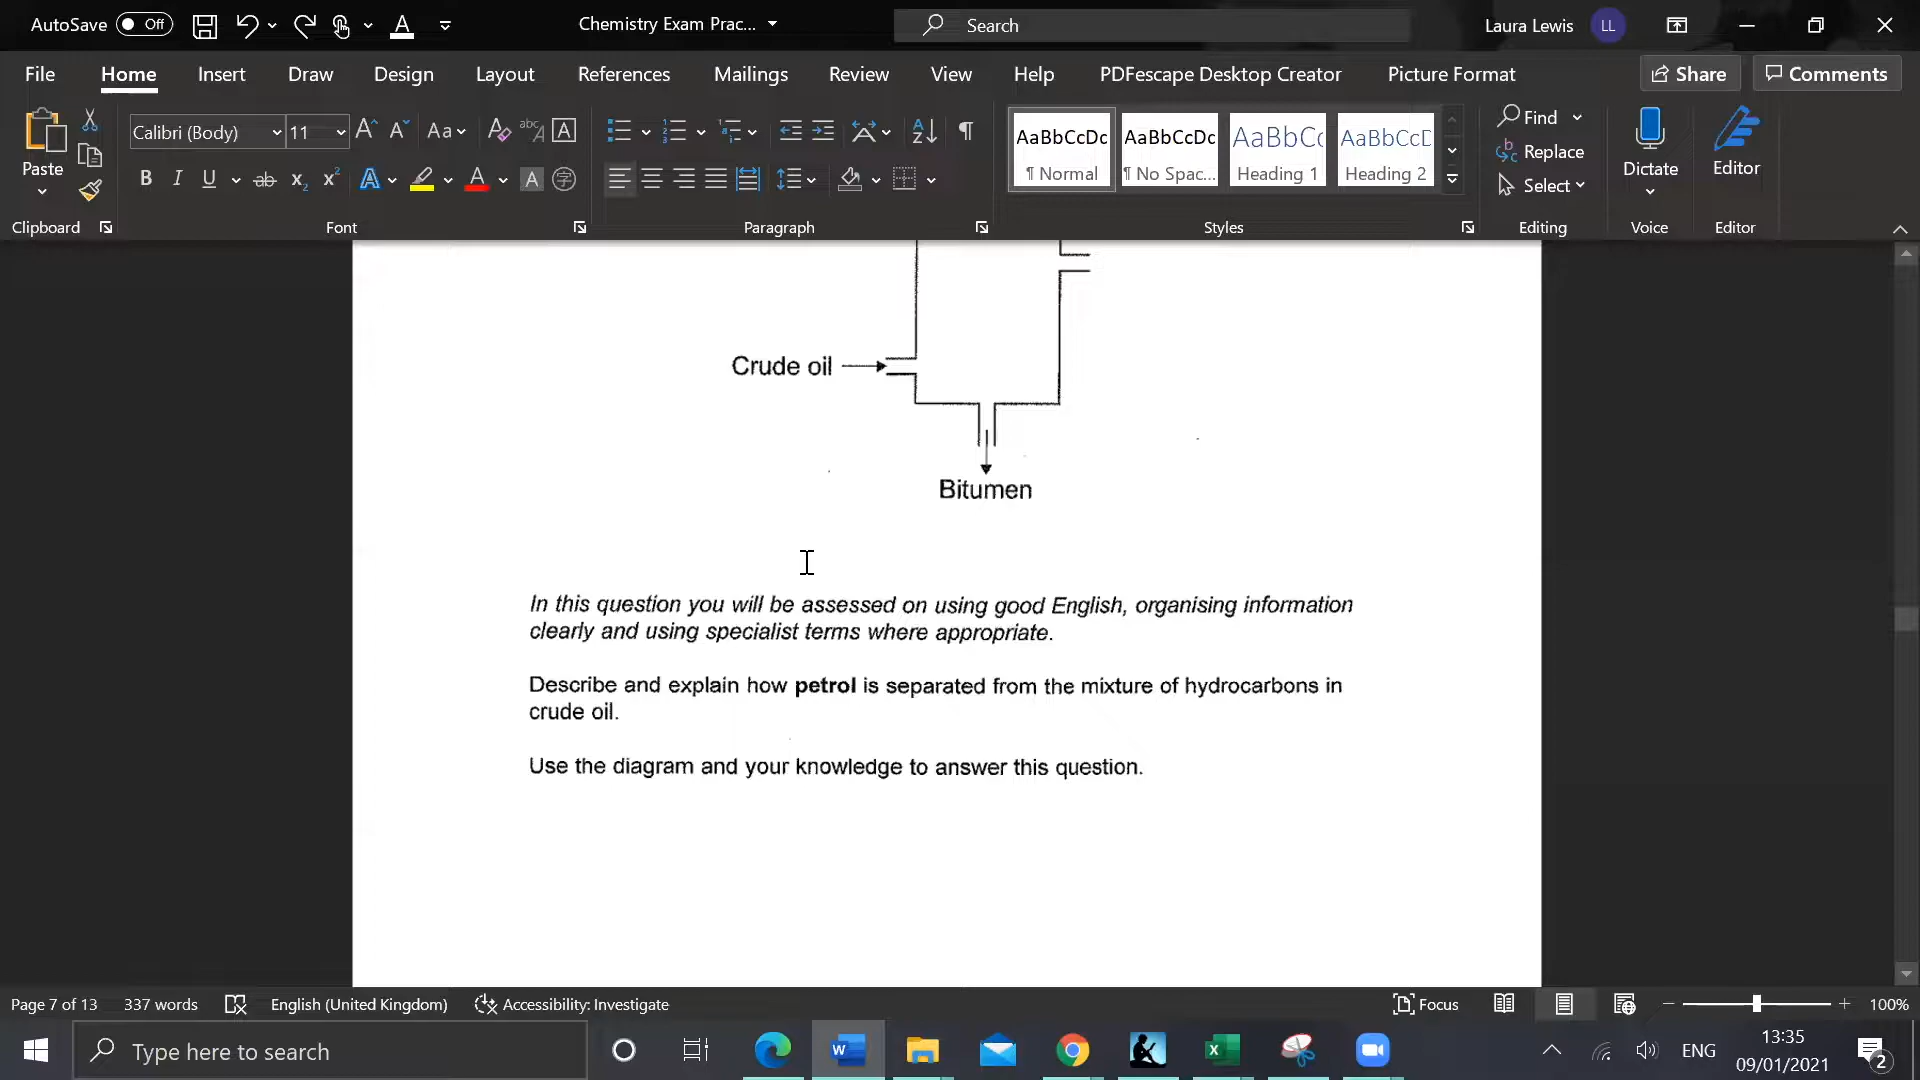 AutoSave Off Chemistry Exam Prac... Search Laura Lewis LL
File Home Insert Draw Design Layout References Mailings Review View Help PDFescape Desktop Creator Picture Format Share Comments
Paste Calibri (Body) 11 Aa AaBbCcDc AaBbCcDc AaBbCc AaBbCcD Find Replace Select Dictate Editor
¶ Normal ¶ No Spac... Heading 1 Heading 2
Clipboard Font Paragraph Styles Editing Voice Editor
Crude oil
Bitumen
In this question you will be assessed on using good English, organising information
clearly and using specialist terms where appropriate.
Describe and explain how petrol is separated from the mixture of hydrocarbons in
crude oil.
Use the diagram and your knowledge to answer this question.
Page 7 of 13 337 words English (United Kingdom) Accessibility: Investigate Focus 100%
Type here to search ENG 13:35
09/01/2021 2